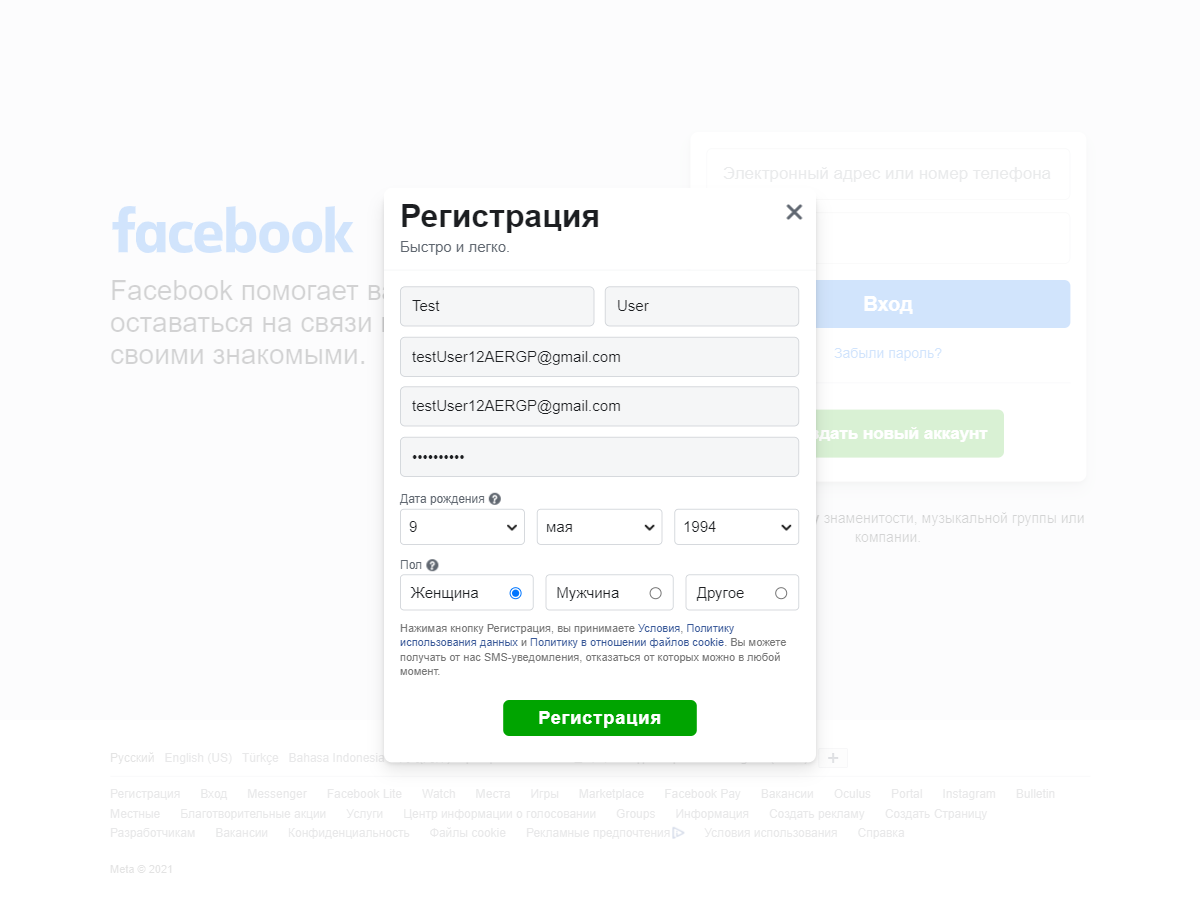 Электронный адрес или номер телефона
facebook
Facebook помогает ва
оставаться на связи
своими знакомыми.
Регистрация
Быстро и легко.
Test User
testUser12AERGP@gmail.com
testUser12AERGP@gmail.com
••••••••••
Дата рождения
9 мая 1994
Пол
Женщина Мужчина Другое
Нажимая кнопку Регистрация, вы принимаете Условия, Политику
использования данных и Политику в отношении файлов cookie. Вы можете
получать от нас SMS-уведомления, отказаться от которых можно в любой
момент.
Регистрация
Вход
Забыли пароль?
дать новый аккаунт
у знаменитости, музыкальной группы или
компании.
Русский English (US) Türkçe Bahasa Indonesia
Регистрация Вход Messenger Facebook Lite Watch Места Игры Marketplace Facebook Pay Вакансии Oculus Portal Instagram Bulletin
Местные Благотворительные акции Услуги Центр информации о голосовании Groups Информация Создать рекламу Создать Страницу
Разработчикам Вакансии Конфиденциальность Файлы cookie Рекламные предпочтения Условия использования Справка
Meta © 2021